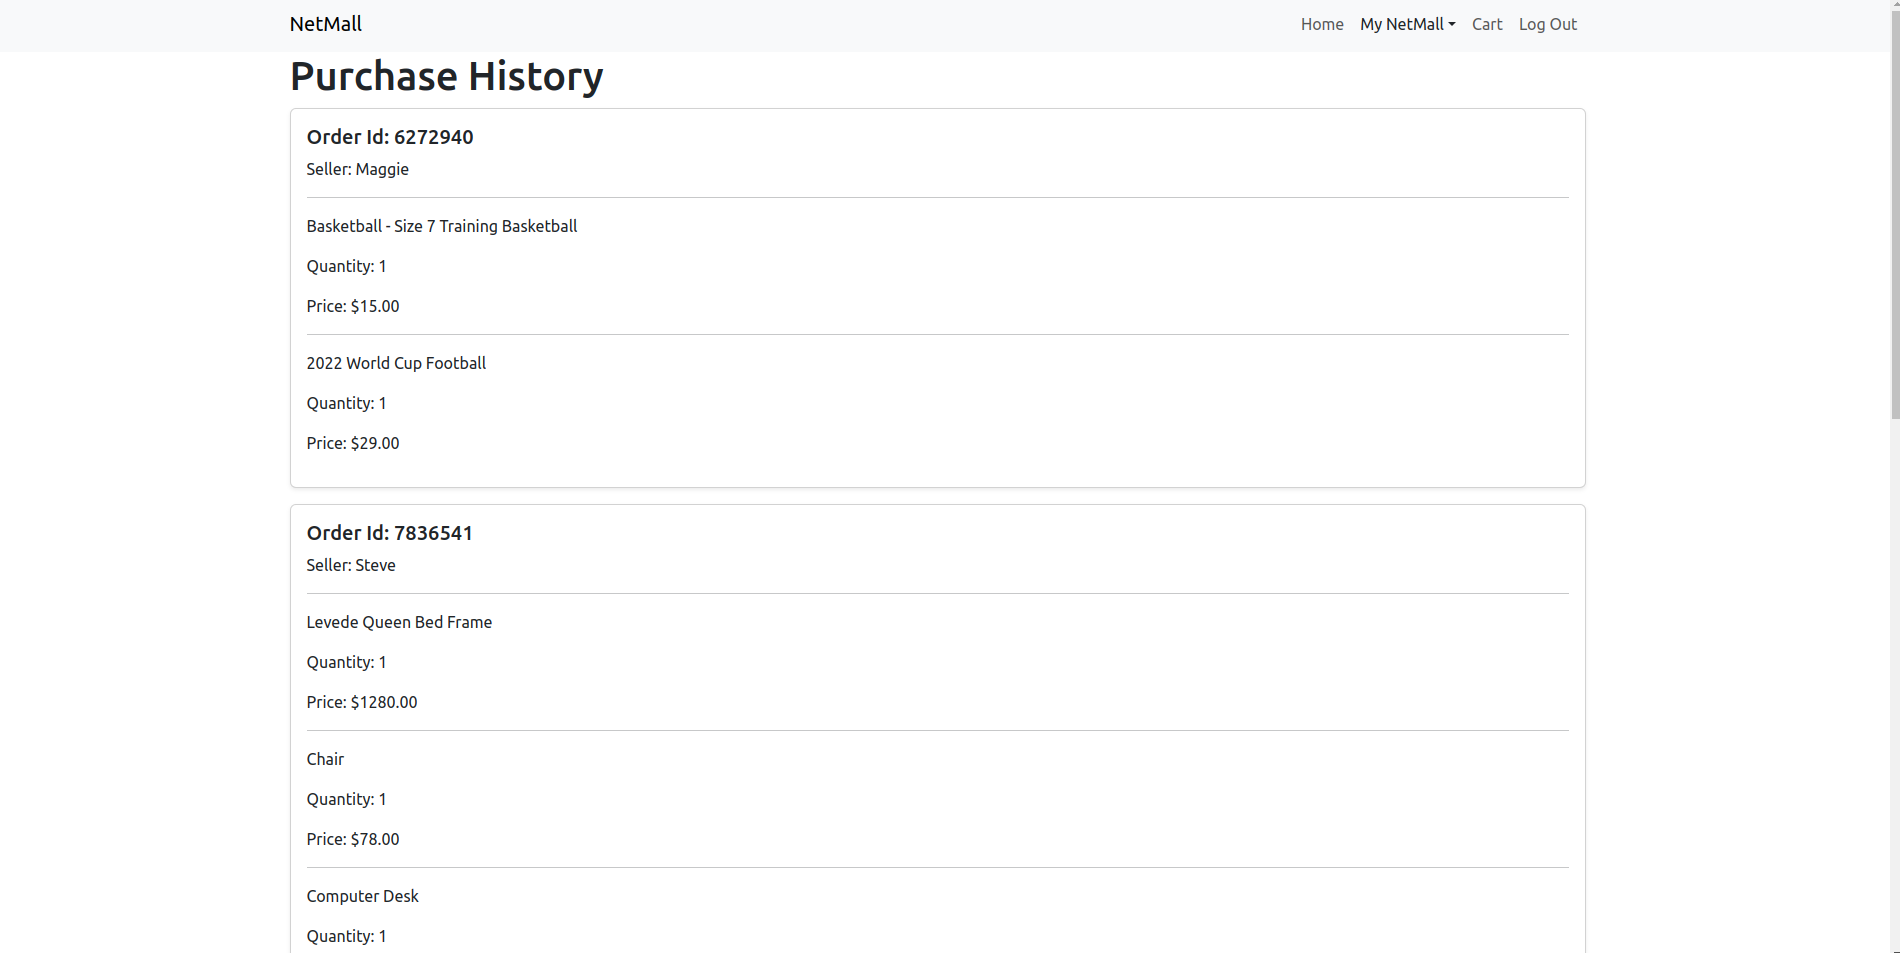 NetMall
Home My NetMall Cart Log Out
Purchase History
Order Id: 6272940
Seller: Maggie
Basketball - Size 7 Training Basketball
Quantity: 1
Price: $15.00
2022 World Cup Football
Quantity: 1
Price: $29.00
Order Id: 7836541
Seller: Steve
Levede Queen Bed Frame
Quantity: 1
Price: $1280.00
Chair
Quantity: 1
Price: $78.00
Computer Desk
Quantity: 1